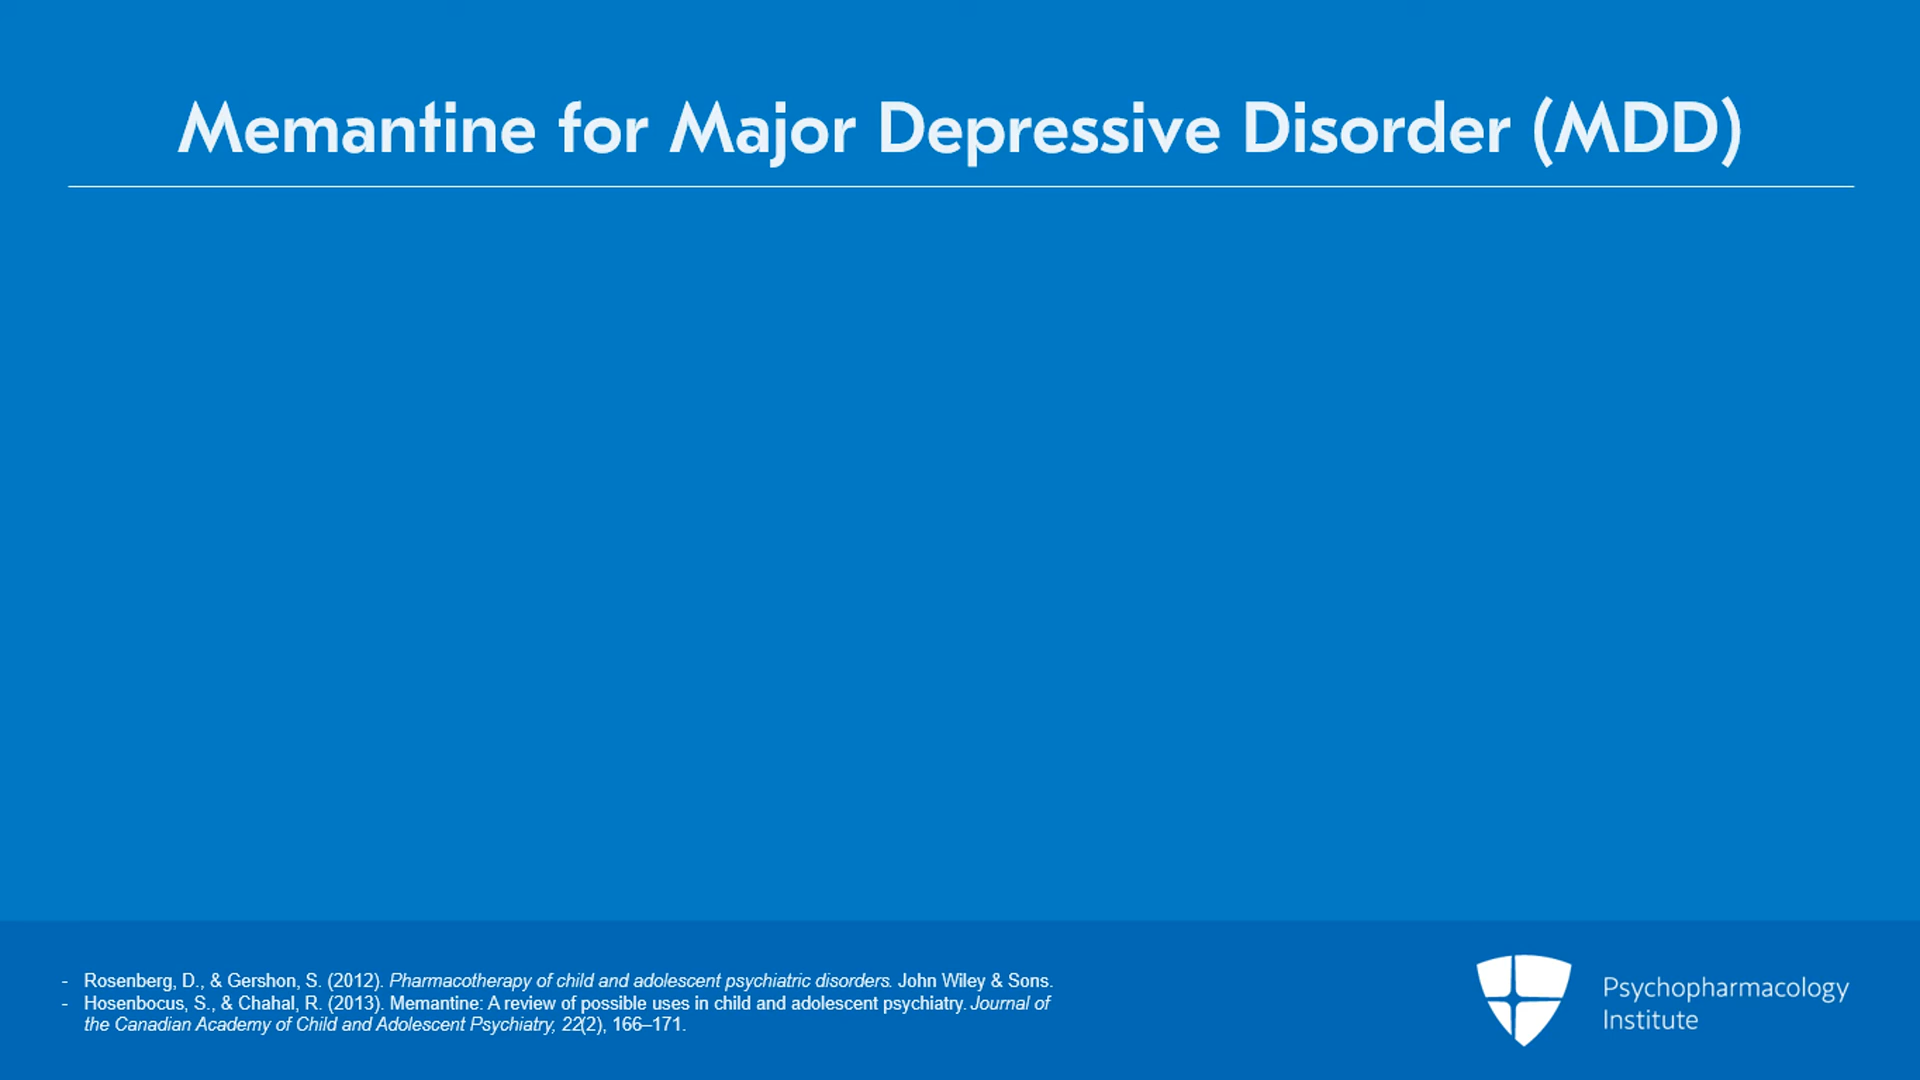 Memantine for Major Depressive Disorder (MDD)
- Rosenberg, D., & Gershon, S. (2012). Pharmacotherapy of child and adolescent psychiatric disorders. John Wiley & Sons.
- Hosenbocus, S., & Chahal, R. (2013). Memantine: A review of possible uses in child and adolescent psychiatry. Journal of
the Canadian Academy of Child and Adolescent Psychiatry, 22(2), 166–171.
Psychopharmacology
Institute